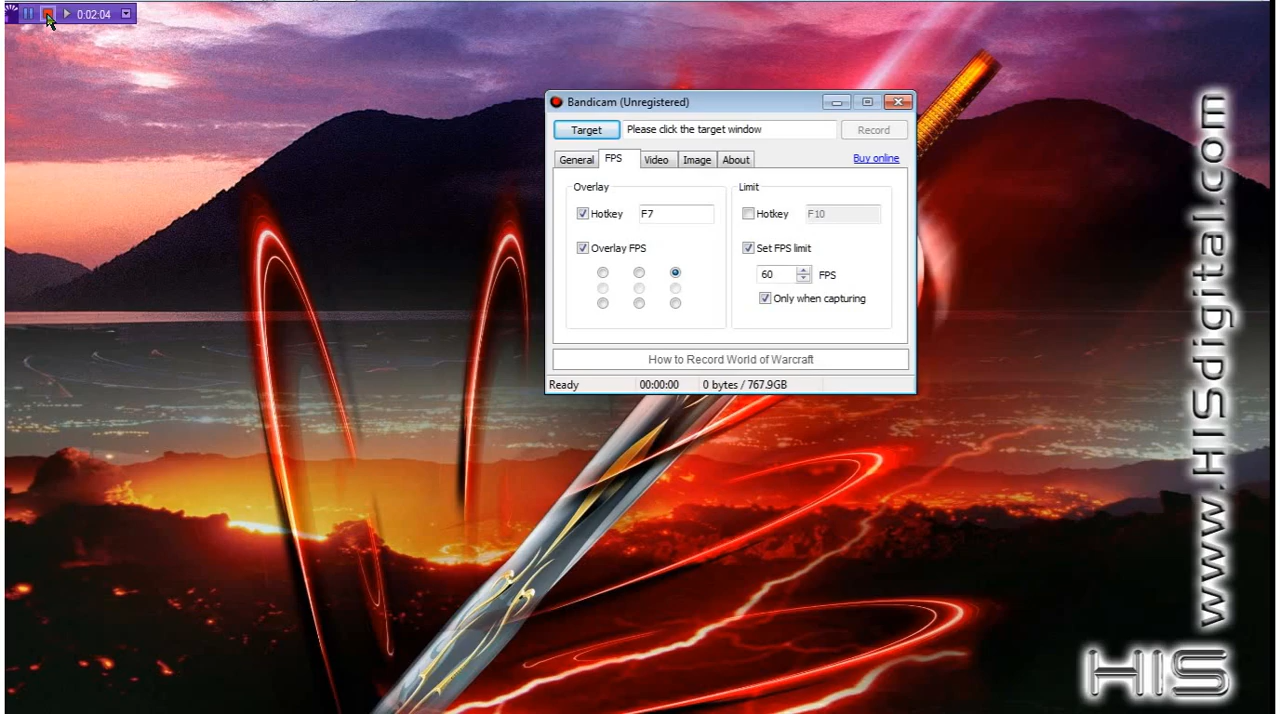 0:02:04
Bandicam (Unregistered)
Target
Please click the target window
Record
General
FPS
Video
Image
About
Buy online
Overlay
Hotkey
F7
Overlay FPS
Limit
Hotkey
F10
Set FPS limit
60
FPS
Only when capturing
How to Record World of Warcraft
Ready
00:00:00
0 bytes / 767.9GB
www.HISdigital.com
HIS